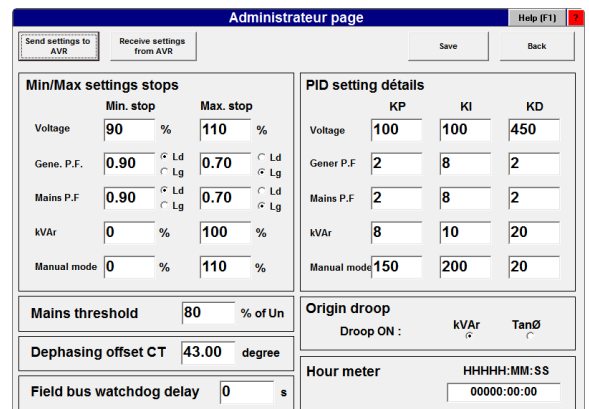 Administrateur page
Help (F1) ?
Send settings to AVR
Receive settings from AVR
Save
Back
Min/Max settings stops
Min. stop Max. stop
Voltage 90 % 110 %
Gene. P.F. 0.90 Ld Lg 0.70 Ld Lg
Mains P.F 0.90 Ld Lg 0.70 Ld Lg
kVAr 0 % 100 %
Manual mode 0 % 110 %
Mains threshold 80 % of Un
Dephasing offset CT 43.00 degree
Field bus watchdog delay 0 s
PID setting détails
KP KI KD
Voltage 100 100 450
Gener P.F 2 8 2
Mains P.F 2 8 2
kVAr 8 10 20
Manual mode 150 200 20
Origin droop
Droop ON : kVAr TanØ
Hour meter HHHHH:MM:SS
00000:00:00